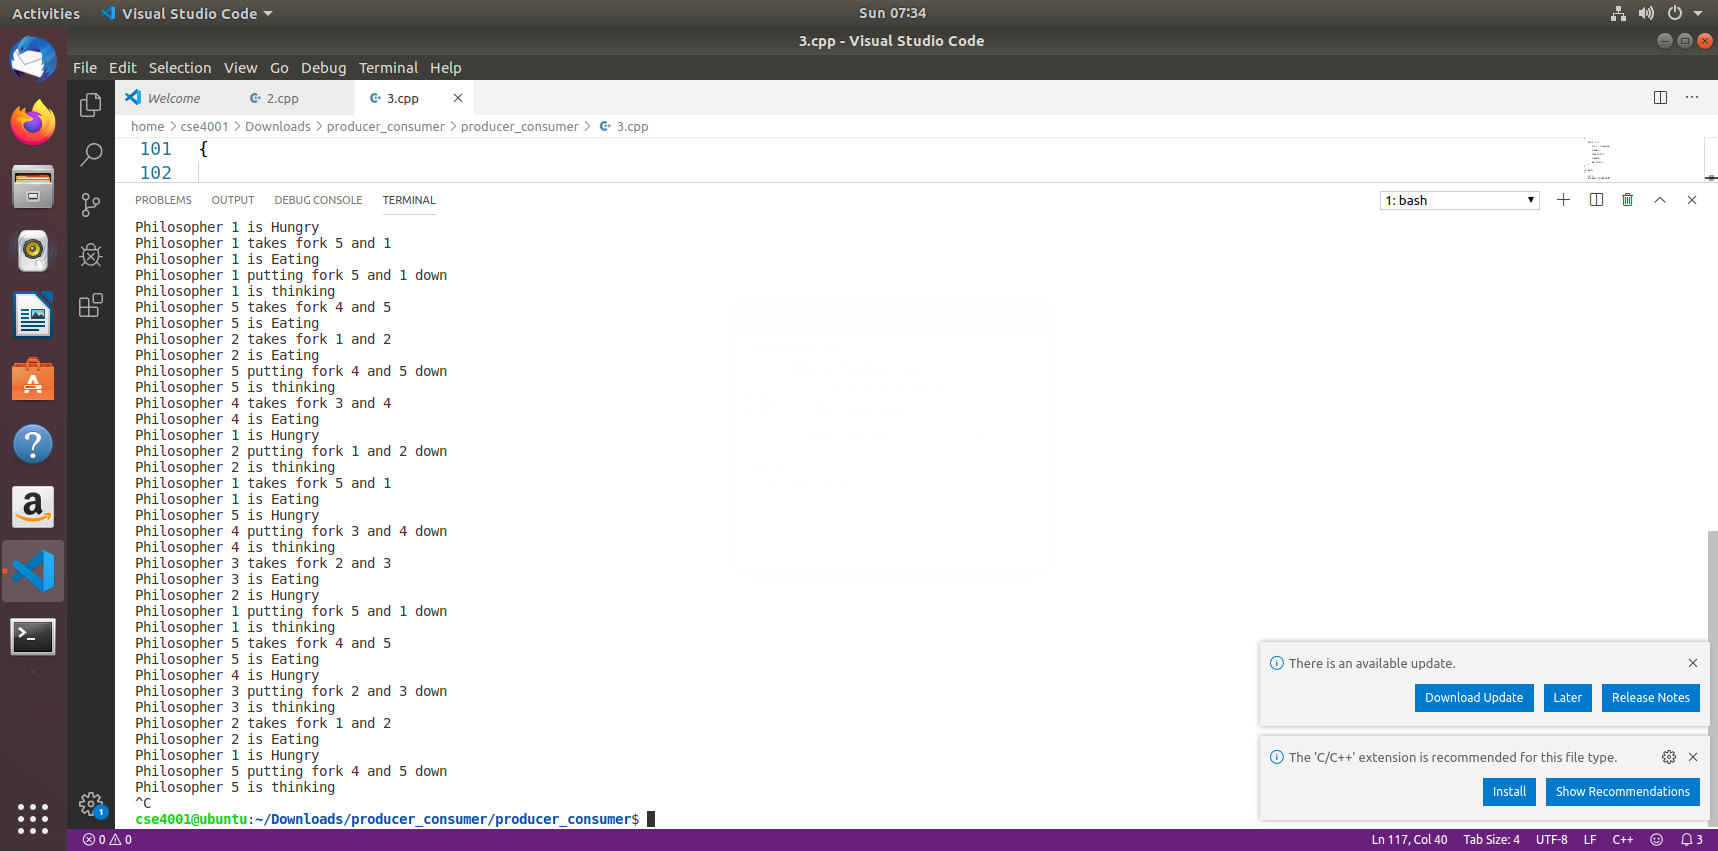 Activities Visual Studio Code Sun 07:34
3.cpp - Visual Studio Code
File Edit Selection View Go Debug Terminal Help
Welcome 2.cpp 3.cpp
home > cse4001 > Downloads > producer_consumer > producer_consumer > 3.cpp
101 {
102
PROBLEMS OUTPUT DEBUG CONSOLE TERMINAL 1: bash
Philosopher 1 is Hungry
Philosopher 1 takes fork 5 and 1
Philosopher 1 is Eating
Philosopher 1 putting fork 5 and 1 down
Philosopher 1 is thinking
Philosopher 5 takes fork 4 and 5
Philosopher 5 is Eating
Philosopher 2 takes fork 1 and 2
Philosopher 2 is Eating
Philosopher 5 putting fork 4 and 5 down
Philosopher 5 is thinking
Philosopher 4 takes fork 3 and 4
Philosopher 4 is Eating
Philosopher 1 is Hungry
Philosopher 2 putting fork 1 and 2 down
Philosopher 2 is thinking
Philosopher 1 takes fork 5 and 1
Philosopher 1 is Eating
Philosopher 5 is Hungry
Philosopher 4 putting fork 3 and 4 down
Philosopher 4 is thinking
Philosopher 3 takes fork 2 and 3
Philosopher 3 is Eating
Philosopher 2 is Hungry
Philosopher 1 putting fork 5 and 1 down
Philosopher 1 is thinking
Philosopher 5 takes fork 4 and 5
Philosopher 5 is Eating
Philosopher 4 is Hungry
Philosopher 3 putting fork 2 and 3 down
Philosopher 3 is thinking
Philosopher 2 takes fork 1 and 2
Philosopher 2 is Eating
Philosopher 1 is Hungry
Philosopher 5 putting fork 4 and 5 down
Philosopher 5 is thinking
^C
cse4001@ubuntu:~/Downloads/producer_consumer/producer_consumer$
There is an available update.
Download Update Later Release Notes
The 'C/C++' extension is recommended for this file type.
Install Show Recommendations
1
0 0 Ln 117, Col 40 Tab Size: 4 UTF-8 LF C++ 3